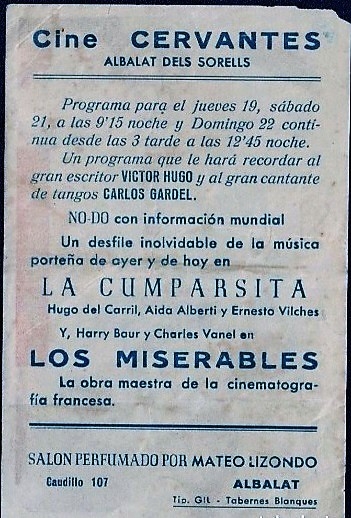 Cine CERVANTES
ALBALAT DELS SORELLS
Programa para el jueves 19, sábado
21, a las 9'15 noche y Domingo 22 conti-
nua desde las 3 tarde a las 12'45 noche.
Un programa que le hará recordar al
gran escritor VICTOR HUGO y al gran cantante
de tangos CARLOS GARDEL.
NO-DO con información mundial
Un desfile inolvidable de la música
porteña de ayer y de hoy en
LA CUMPARSITA
Hugo del Carril, Aida Alberti y Ernesto Vilches
Y, Harry Baur y Charles Vanel en
LOS MISERABLES
La obra maestra de la cinematogra-
fía francesa.
SALON PERFUMADO POR MATEO LIZONDO
Caudillo 107 ALBALAT
Tip. Gil - Tabernes Blanques